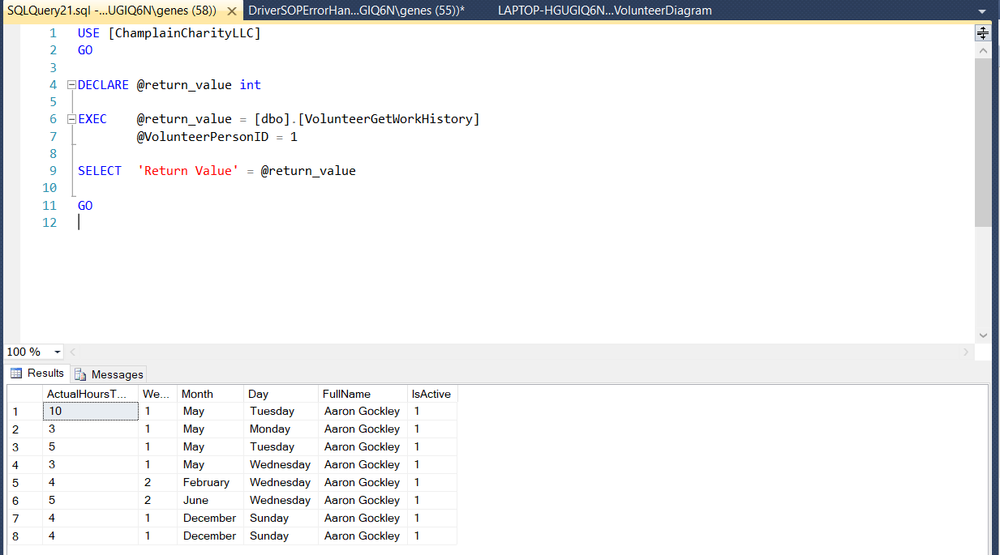 SQLQuery21.sql -...UGIQ6N\genes (58)) DriverSOPErrorHan...GIQ6N\genes (55))* LAPTOP-HGUGIQ6N...VolunteerDiagram
1 USE [ChamplainCharityLLC]
2 GO
3
4 DECLARE @return_value int
5
6 EXEC @return_value = [dbo].[VolunteerGetWorkHistory]
7 @VolunteerPersonID = 1
8
9 SELECT 'Return Value' = @return_value
10
11 GO
12
100 %
Results Messages
ActualHoursT... We... Month Day FullName IsActive
1 10 1 May Tuesday Aaron Gockley 1
2 3 1 May Monday Aaron Gockley 1
3 5 1 May Tuesday Aaron Gockley 1
4 3 1 May Wednesday Aaron Gockley 1
5 4 2 February Wednesday Aaron Gockley 1
6 5 2 June Wednesday Aaron Gockley 1
7 4 1 December Sunday Aaron Gockley 1
8 4 1 December Sunday Aaron Gockley 1